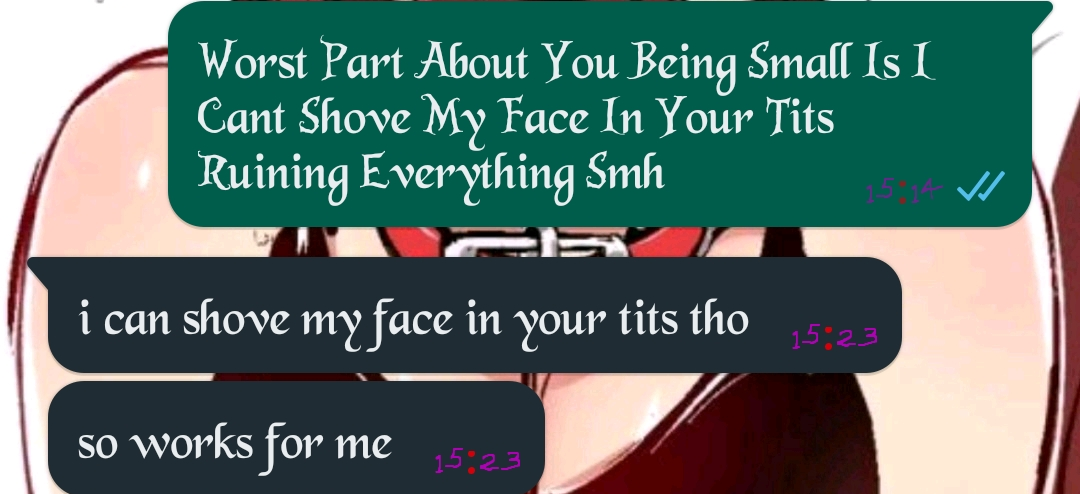 Worst Part About You Being Small Is I
Cant Shove My Face In Your Tits
Ruining Everything Smh
15:14
i can shove my face in your tits tho
15:23
so works for me
15:23